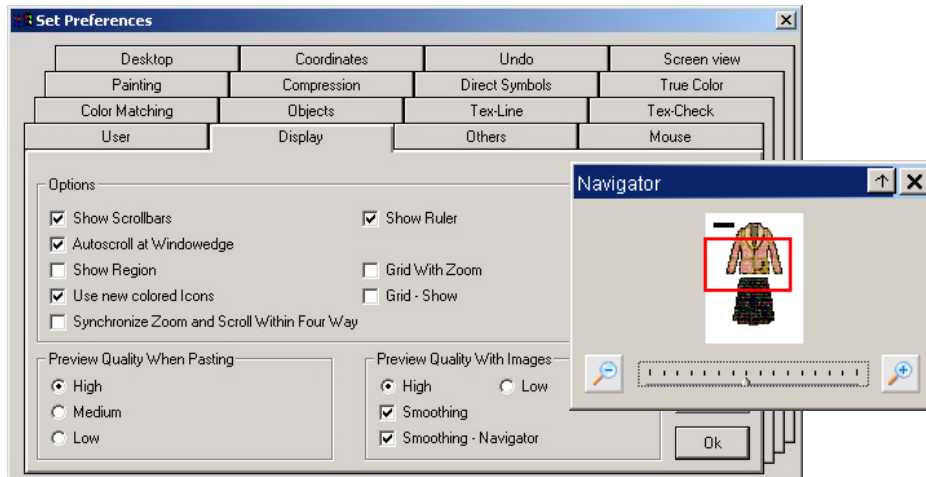 Set Preferences
Desktop Coordinates Undo Screen view
Painting Compression Direct Symbols True Color
Color Matching Objects Tex-Line Tex-Check
User Display Others Mouse
Options
Show Scrollbars Show Ruler
Autoscroll at Windowedge
Show Region Grid With Zoom
Use new colored Icons Grid - Show
Synchronize Zoom and Scroll Within Four Way
Preview Quality When Pasting
High
Medium
Low
Preview Quality With Images
High Low
Smoothing
Smoothing - Navigator
Ok
Navigator